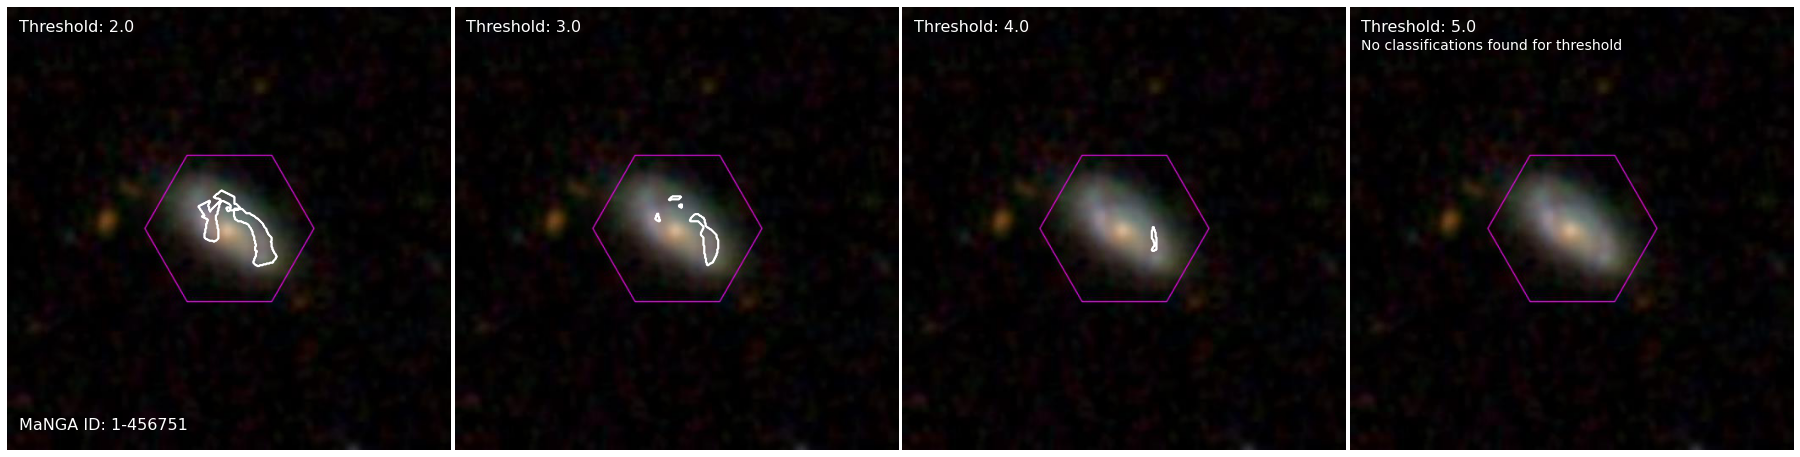 Threshold: 2.0
MaNGA ID: 1-456751
Threshold: 3.0
Threshold: 4.0
Threshold: 5.0
No classifications found for threshold